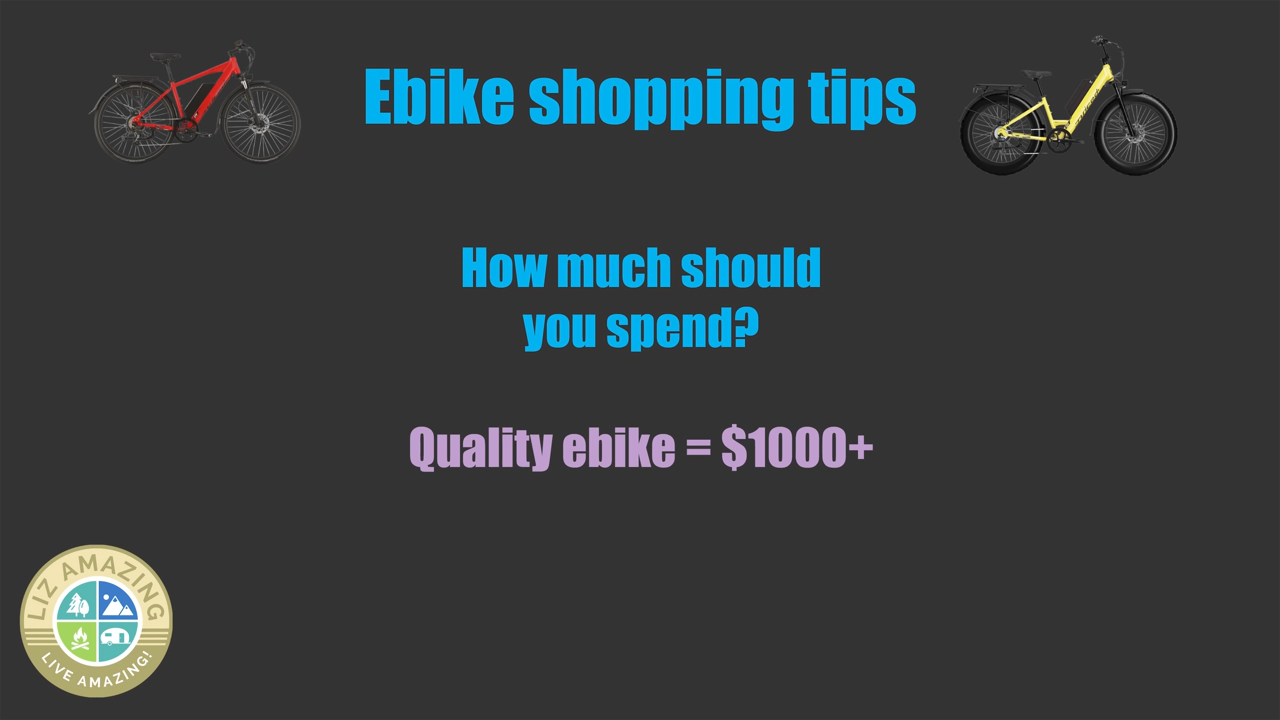 Ebike shopping tips
How much should
you spend?
Quality ebike = $1000+
LIZ AMAZING
LIVE AMAZING!